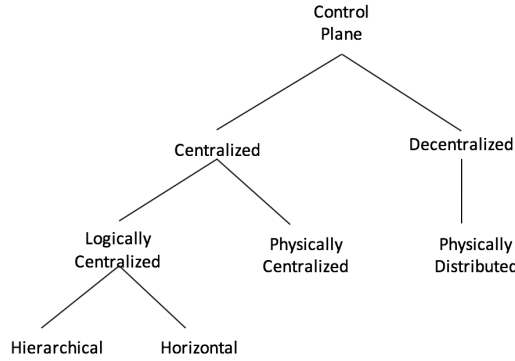 Control
Plane
Centralized
Decentralized
Logically
Centralized
Physically
Centralized
Physically
Distributed
Hierarchical
Horizontal